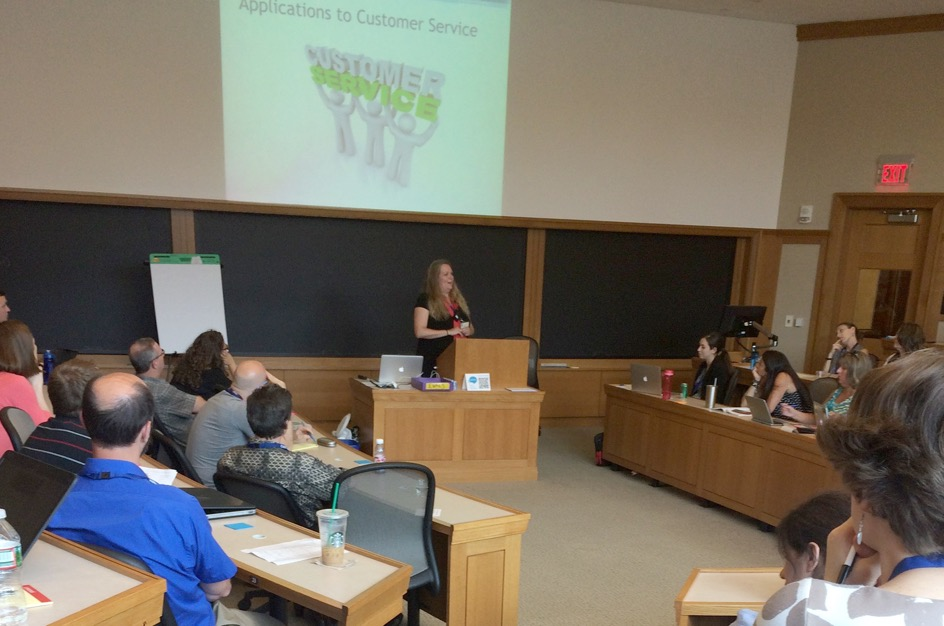 Applications to Customer Service
CUSTOMER
SERVICE
EXIT